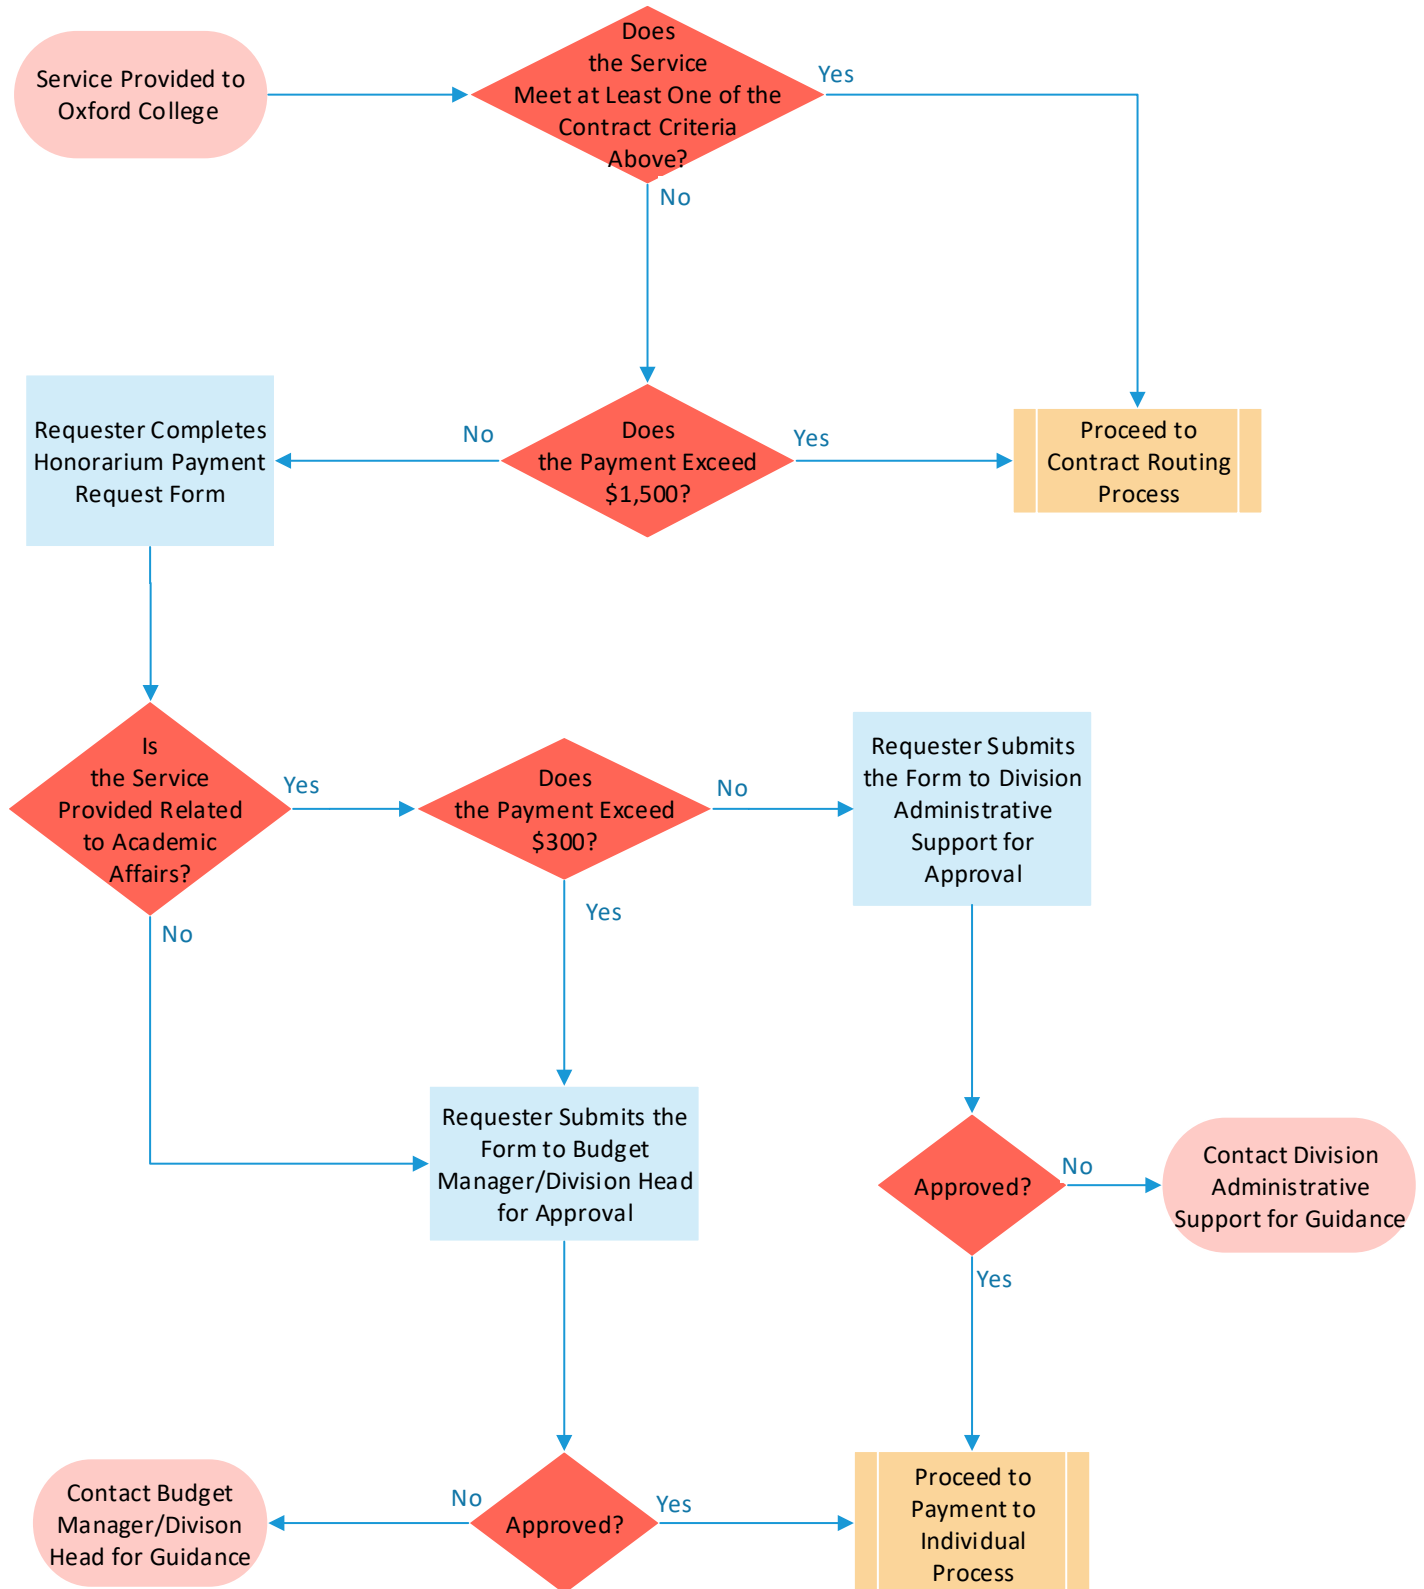 Service Provided to
Oxford College
Does
the Service
Meet at Least One of the
Contract Criteria
Above?
Yes
No
Requester Completes
Honorarium Payment
Request Form
No
Does
the Payment Exceed
$1,500?
Yes
Proceed to
Contract Routing
Process
Is
the Service
Provided Related
to Academic
Affairs?
Yes
No
Does
the Payment Exceed
$300?
No
Yes
Requester Submits
the Form to Division
Administrative
Support for
Approval
Requester Submits the
Form to Budget
Manager/Division Head
for Approval
Approved?
No
Yes
Contact Division
Administrative
Support for Guidance
Contact Budget
Manager/Divison
Head for Guidance
No
Approved?
Yes
Proceed to
Payment to
Individual
Process